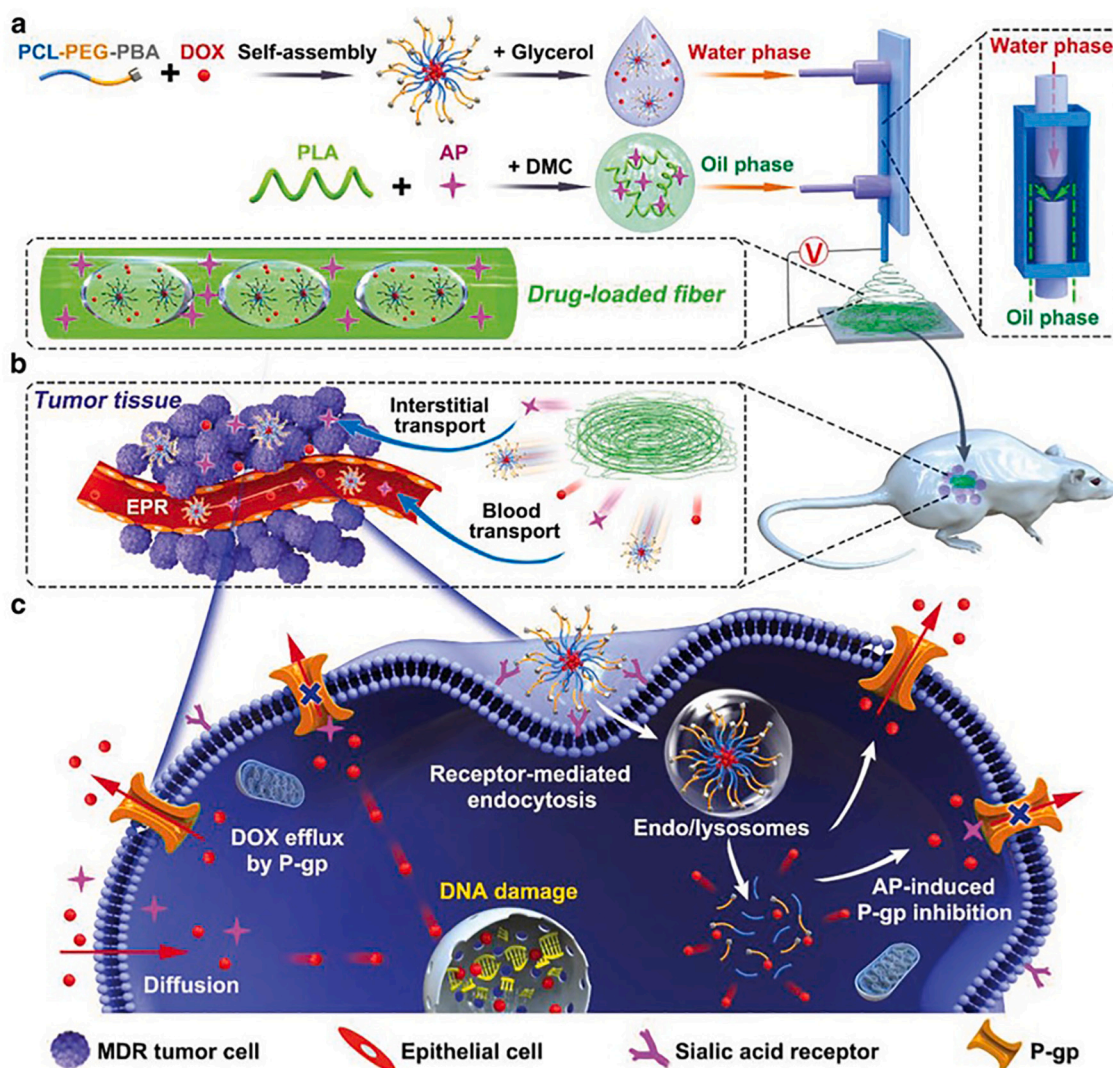 a
PCL-PEG-PBA
DOX
Self-assembly
+ Glycerol
Water phase
PLA
AP
+ DMC
Oil phase
V
Water phase
Oil phase
Drug-loaded fiber
b
Tumor tissue
Interstitial
transport
EPR
Blood
transport
c
Receptor-mediated
endocytosis
Endo/lysosomes
DOX efflux
by P-gp
DNA damage
AP-induced
P-gp inhibition
Diffusion
MDR tumor cell
Epithelial cell
Sialic acid receptor
P-gp